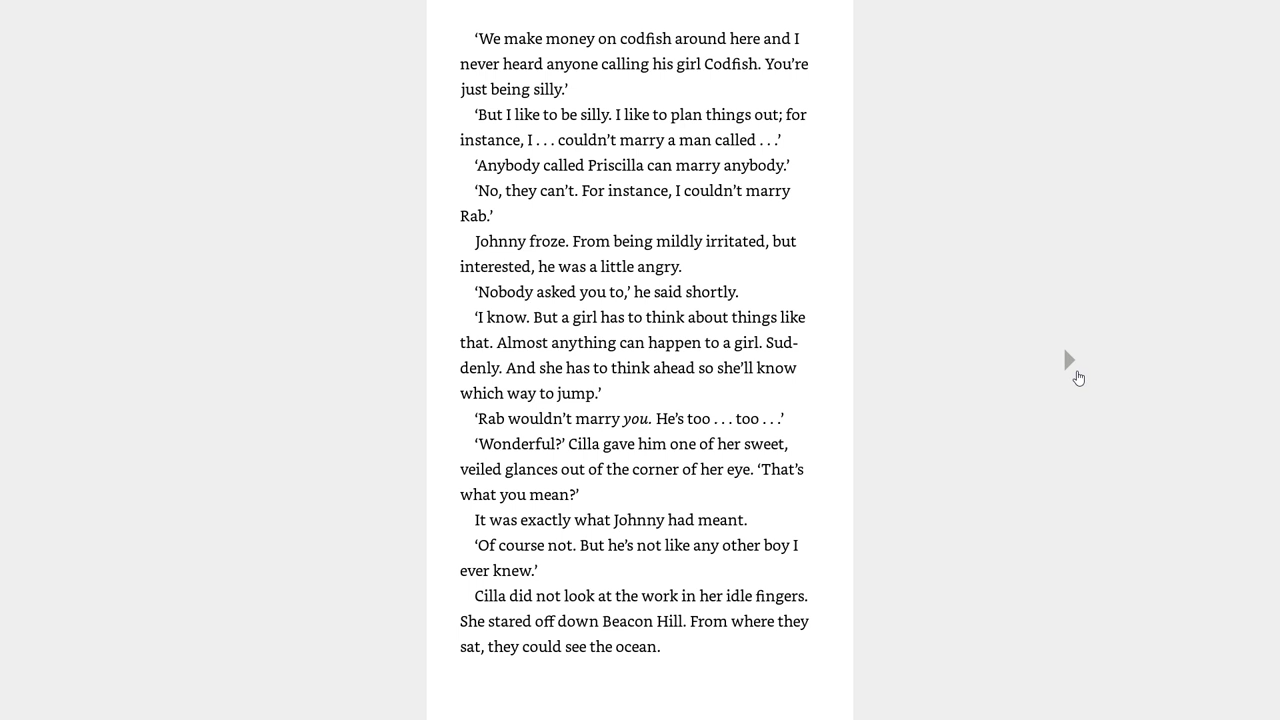 ‘We make money on codfish around here and I
never heard anyone calling his girl Codfish. You’re
just being silly.’
‘But I like to be silly. I like to plan things out; for
instance, I . . . couldn’t marry a man called . . .’
‘Anybody called Priscilla can marry anybody.’
‘No, they can’t. For instance, I couldn’t marry
Rab.’
Johnny froze. From being mildly irritated, but
interested, he was a little angry.
‘Nobody asked you to,’ he said shortly.
‘I know. But a girl has to think about things like
that. Almost anything can happen to a girl. Sud-
denly. And she has to think ahead so she’ll know
which way to jump.’
‘Rab wouldn’t marry you. He’s too . . . too . . .’
‘Wonderful?’ Cilla gave him one of her sweet,
veiled glances out of the corner of her eye. ‘That’s
what you mean?’
It was exactly what Johnny had meant.
‘Of course not. But he’s not like any other boy I
ever knew.’
Cilla did not look at the work in her idle fingers.
She stared off down Beacon Hill. From where they
sat, they could see the ocean.